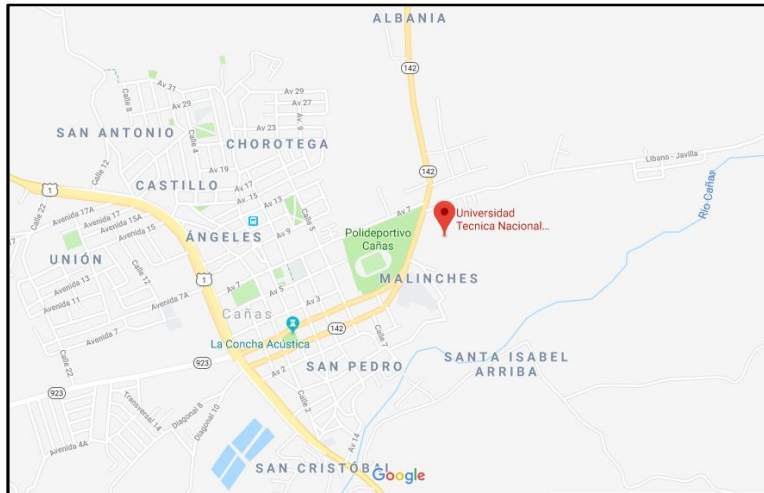 ALBANIA
142
Av 31
Calle 8
Av 29
Av 29
Av 27
SAN ANTONIO
Calle 4
Av 23
Av. 9
CHOROTEGA
142
Libano - Javilla
Calle 12
Av 19
1
CASTILLO
Av 17
Río Cañas
Calle 22
Avenida 17A
Avenida 17
Av. 15
Av 13
Calle 5
Av 7
Universidad
Tecnica Nacional...
Avenida 15A
Avenida 15
ÁNGELES
Av 9
Polideportivo
Cañas
UNIÓN
Avenida 13
Calle 12
1
MALINCHES
Avenida 11
Avenida 7A
Av 7
Av 5
Av 3
Cañas
Avenida 7
142
La Concha Acústica
Calle 7
SANTA ISABEL
ARRIBA
Calle 22
923
SAN PEDRO
Av 2
923
Transversal 14
Diagonal 8
Diagonal 10
Calle 2
Avenida 4A
Av 14
SAN CRISTÓBAL
Google